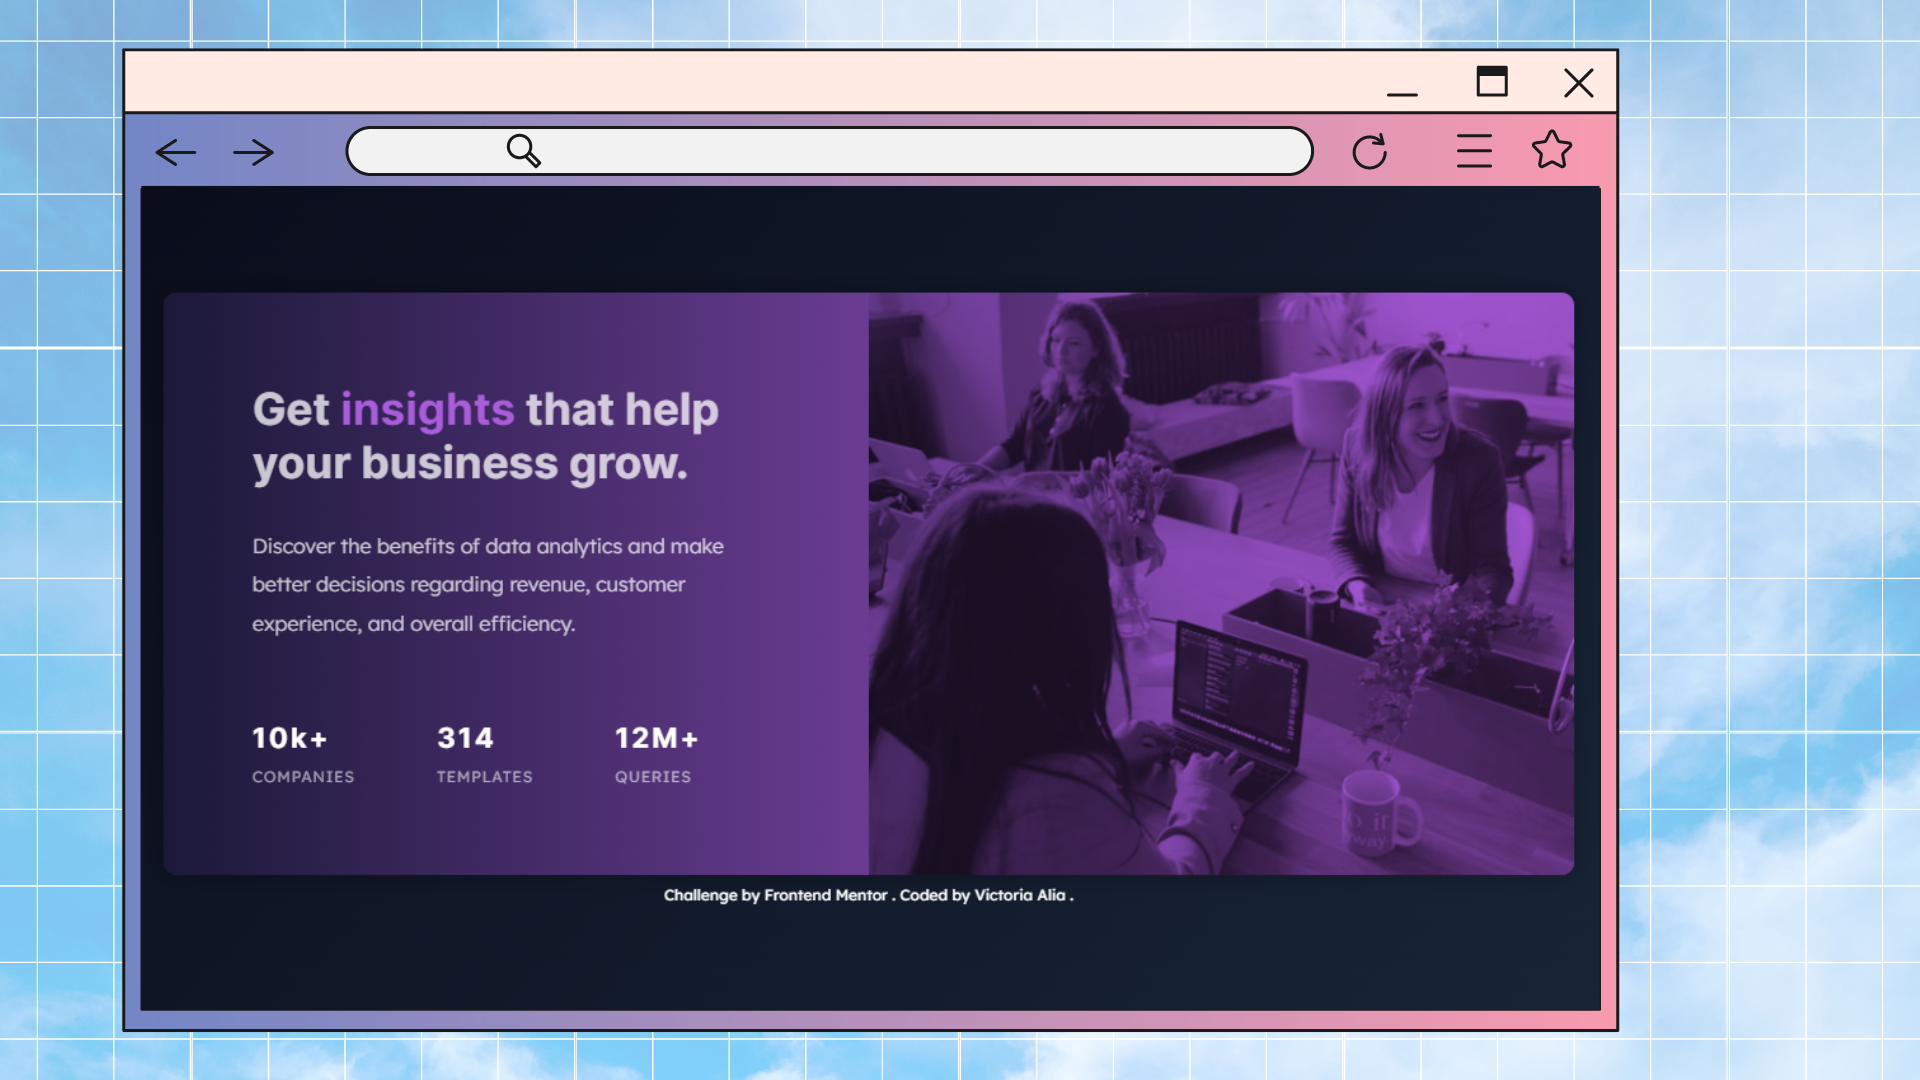 Get insights that help
your business grow.
Discover the benefits of data analytics and make
better decisions regarding revenue, customer
experience, and overall efficiency.
10k+ 314 12M+
COMPANIES TEMPLATES QUERIES
Challenge by Frontend Mentor . Coded by Victoria Alia .